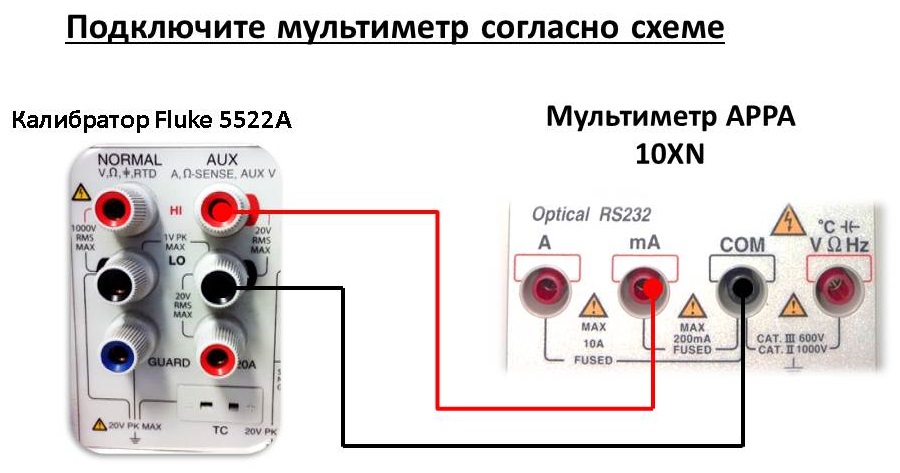 Подключите мультиметр согласно схеме
Калибратор Fluke 5522A
Мультиметр APPA
10XN
NORMAL
V,Ω,⏚,RTD
AUX
A,Ω-SENSE, AUX V
HI
1000V
RMS
MAX
1V PK
MAX
20V
RMS
MAX
LO
20V
RMS
MAX
GUARD
20A
20V PK MAX
TC
20V PK
Optical RS232
A
mA
COM
°C ⊣⊢
V Ω Hz
MAX
10A
FUSED
MAX
200mA
FUSED
CAT. III 600V
CAT. II 1000V